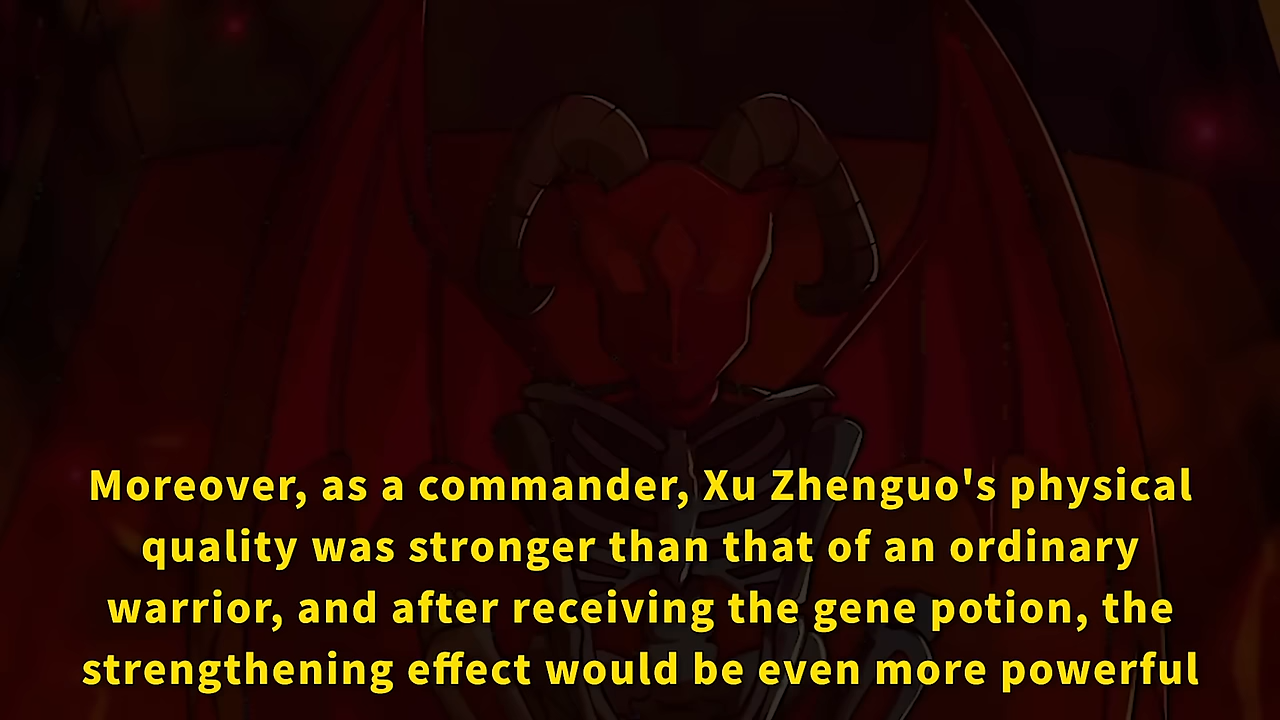 Moreover, as a commander, Xu Zhenguo's physical
quality was stronger than that of an ordinary
warrior, and after receiving the gene potion, the
strengthening effect would be even more powerful